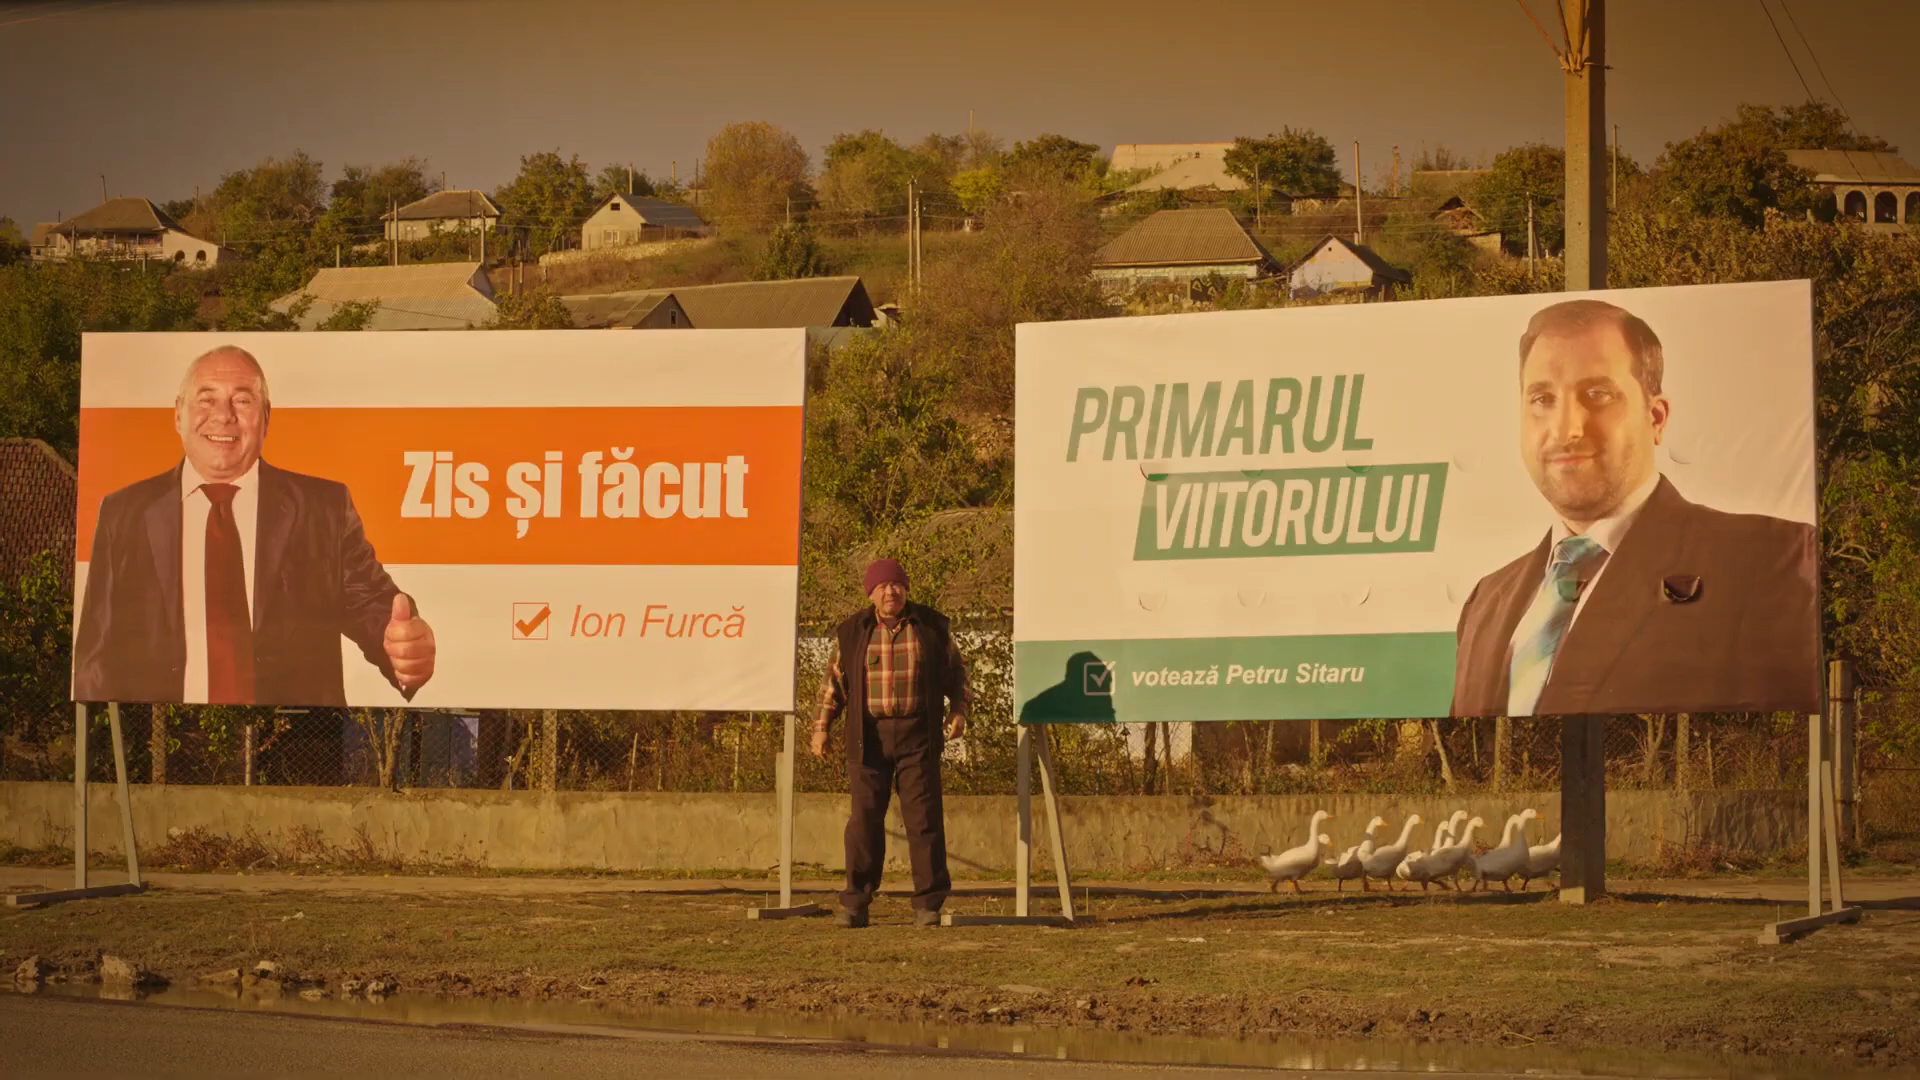 Zis și făcut
Ion Furcă
PRIMARUL
VIITORULUI
votează Petru Sitaru